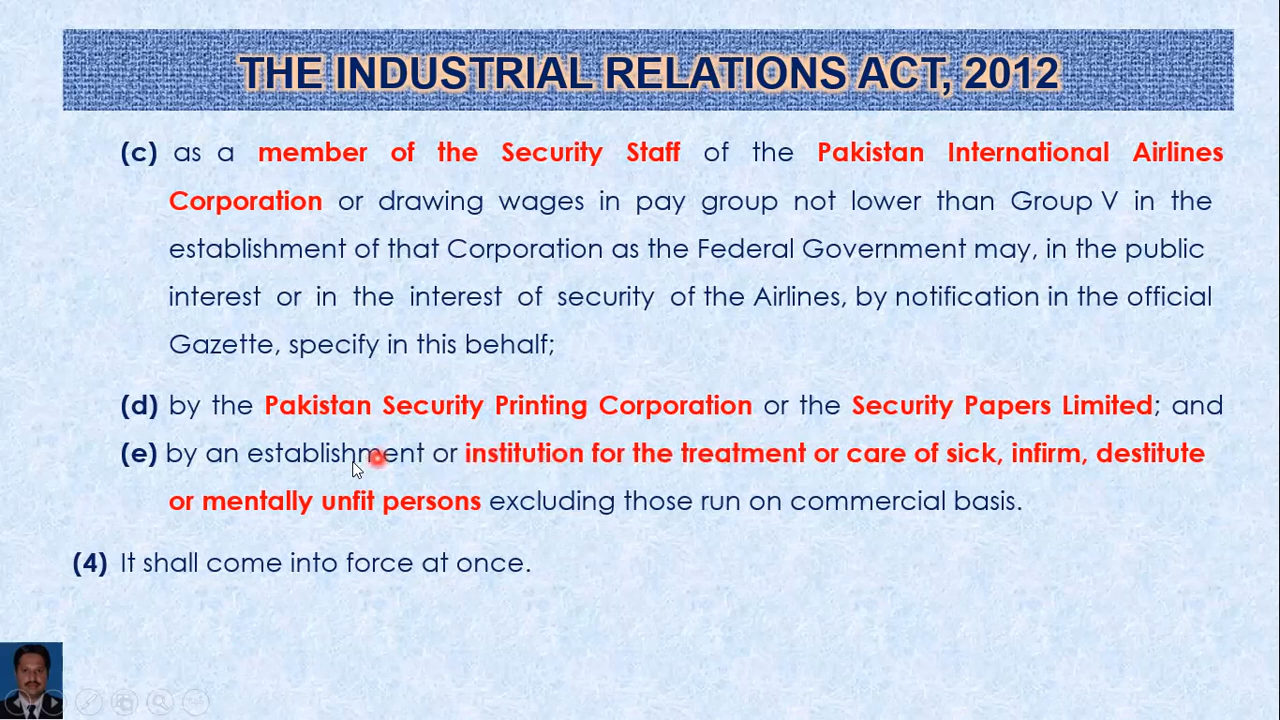 THE INDUSTRIAL RELATIONS ACT, 2012
(c) as a member of the Security Staff of the Pakistan International Airlines
Corporation or drawing wages in pay group not lower than Group V in the
establishment of that Corporation as the Federal Government may, in the public
interest or in the interest of security of the Airlines, by notification in the official
Gazette, specify in this behalf;
(d) by the Pakistan Security Printing Corporation or the Security Papers Limited; and
(e) by an establishment or institution for the treatment or care of sick, infirm, destitute
or mentally unfit persons excluding those run on commercial basis.
(4) It shall come into force at once.